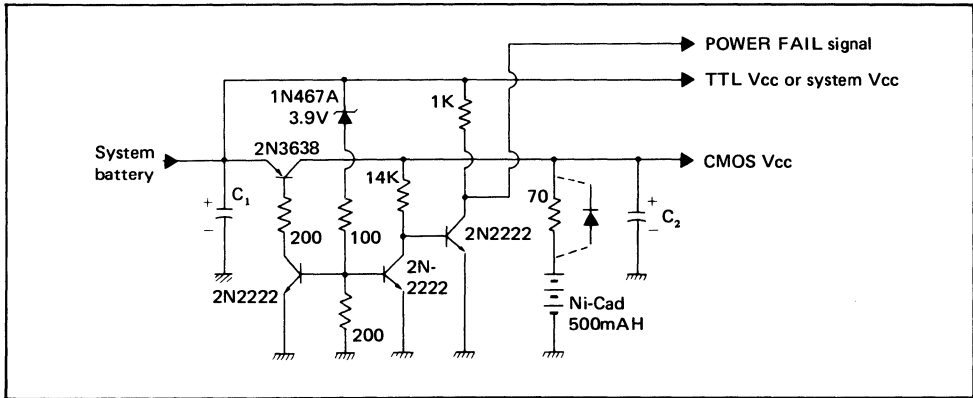 POWER FAIL signal
TTL Vcc or system Vcc
1N467A
3.9V
1K
System
battery
2N3638
CMOS Vcc
+
C1
-
14K
70
+
C2
-
200
100
2N2222
2N-
2222
2N2222
200
Ni-Cad
500mAH